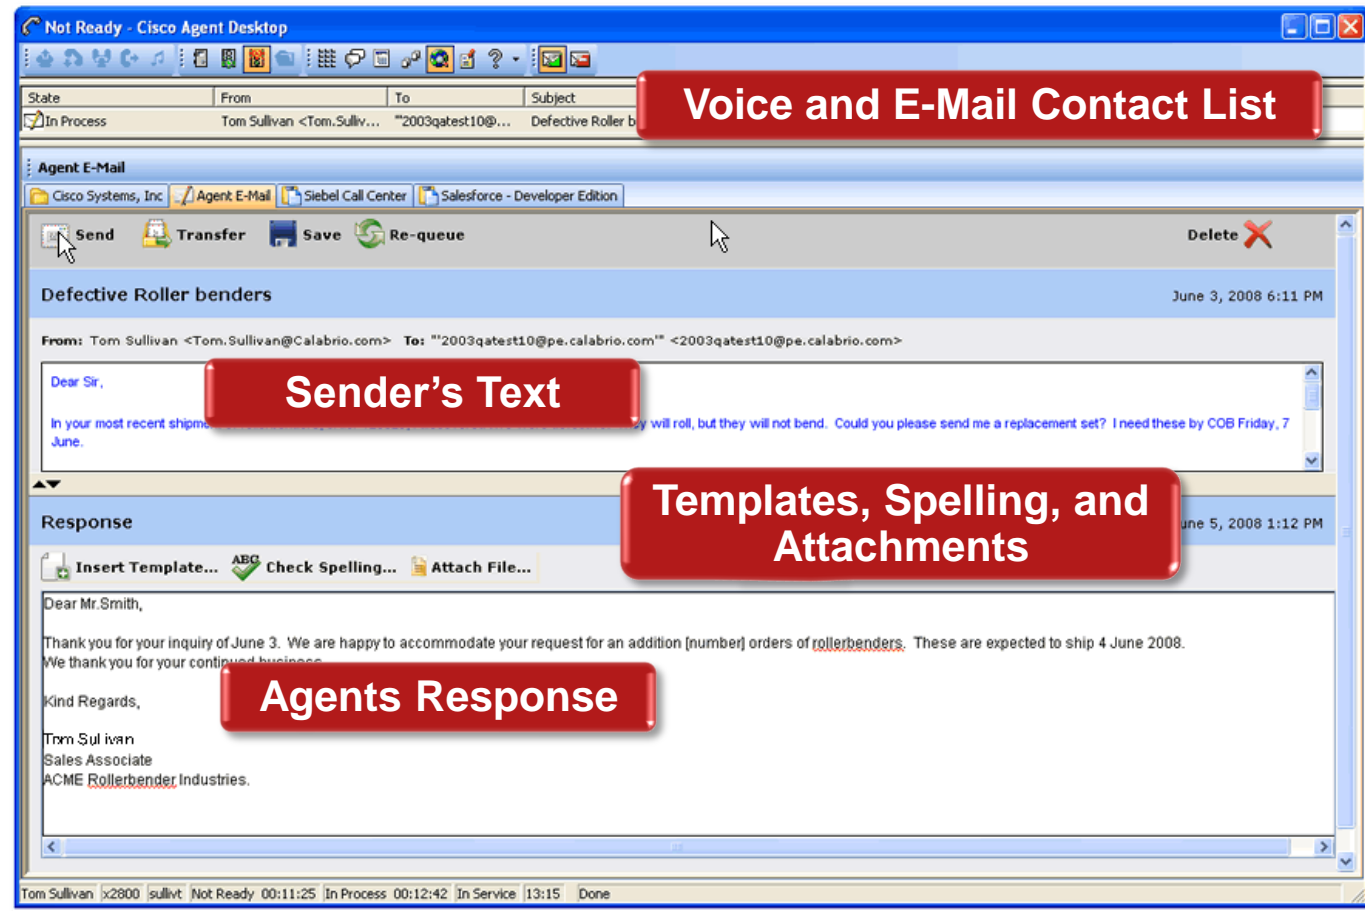 Not Ready - Cisco Agent Desktop
State From To Subject
Voice and E-Mail Contact List
In Process Tom Sullivan <Tom.Sulliv... "'2003qatest10@... Defective Roller b
Agent E-Mail
Cisco Systems, Inc Agent E-Mail Siebel Call Center Salesforce - Developer Edition
Send Transfer Save Re-queue Delete
Defective Roller benders June 3, 2008 6:11 PM
From: Tom Sullivan <Tom.Sullivan@Calabrio.com> To: "'2003qatest10@pe.calabrio.com'" <2003qatest10@pe.calabrio.com>
Dear Sir,
Sender's Text
In your most recent will roll, but they will not bend. Could you please send me a replacement set? I need these by COB Friday, 7
June.
Templates, Spelling, and
Attachments
Response June 5, 2008 1:12 PM
Insert Template... ABC Check Spelling... Attach File...
Dear Mr.Smith,
Thank you for your inquiry of June 3. We are happy to accommodate your request for an addition [number] orders of rollerbenders. These are expected to ship 4 June 2008.
We thank you for your continued business
Agents Response
Kind Regards,
Tom Sullivan
Sales Associate
ACME Rollerbender Industries.
Tom Sullivan x2800 sullivt Not Ready 00:11:25 In Process 00:12:42 In Service 13:15 Done